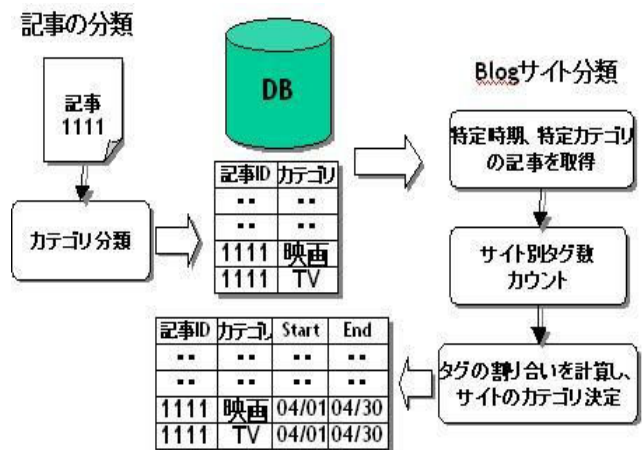 記事の分類
記事
1111
カテゴリ分類
DB
記事ID カテゴリ
・・ ・・
・・ ・・
1111 映画
1111 TV
Blogサイト分類
特定時期、特定カテゴリ
の記事を取得
サイト別タグ数
カウント
タグの割り合いを計算し、
サイトのカテゴリ決定
記事ID カテゴリ Start End
・・ ・・ ・・ ・・
・・ ・・ ・・ ・・
1111 映画 04/01 04/30
1111 TV 04/01 04/30